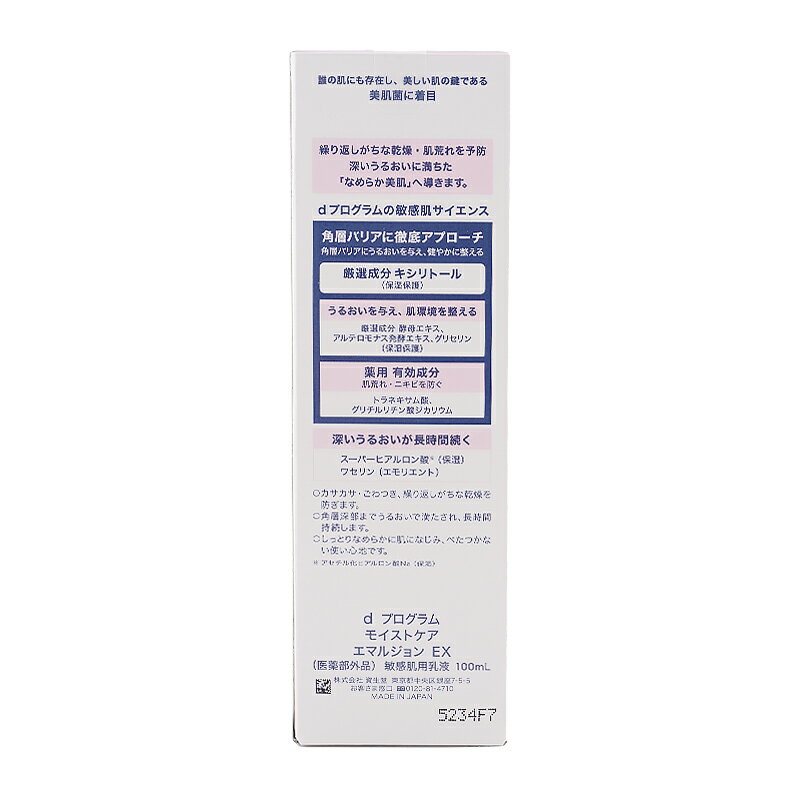 誰の肌にも存在し、美しい肌の鍵である
美肌菌に着目
繰り返しがちな乾燥・肌荒れを予防
深いうるおいに満ちた
「なめらか美肌」へ導きます。
d プログラムの敏感肌サイエンス
角層バリアに徹底アプローチ
角層バリアにうるおいを与え、健やかに整える
厳選成分 キシリトール
(保湿保護)
うるおいを与え、肌環境を整える
厳選成分 酵母エキス、
アルテロモナス発酵エキス、グリセリン
(保湿保護)
薬用 有効成分
肌荒れ・ニキビを防ぐ
トラネキサム酸、
グリチルリチン酸ジカリウム
深いうるおいが長時間続く
スーパーヒアルロン酸※(保湿)
ワセリン(エモリエント)
○カサカサ・ごわつき、繰り返しがちな乾燥を
防ぎます。
○角層深部までうるおいで満たされ、長時間
持続します。
○しっとりなめらかに肌になじみ、べたつかな
い使い心地です。
※ アセチル化ヒアルロン酸Na(保湿)
d プログラム
モイストケア
エマルジョン EX
(医薬部外品) 敏感肌用乳液 100mL
株式会社 資生堂 東京都中央区銀座7-5-5
お客さま窓口 0120-81-4710
MADE IN JAPAN
5234F7